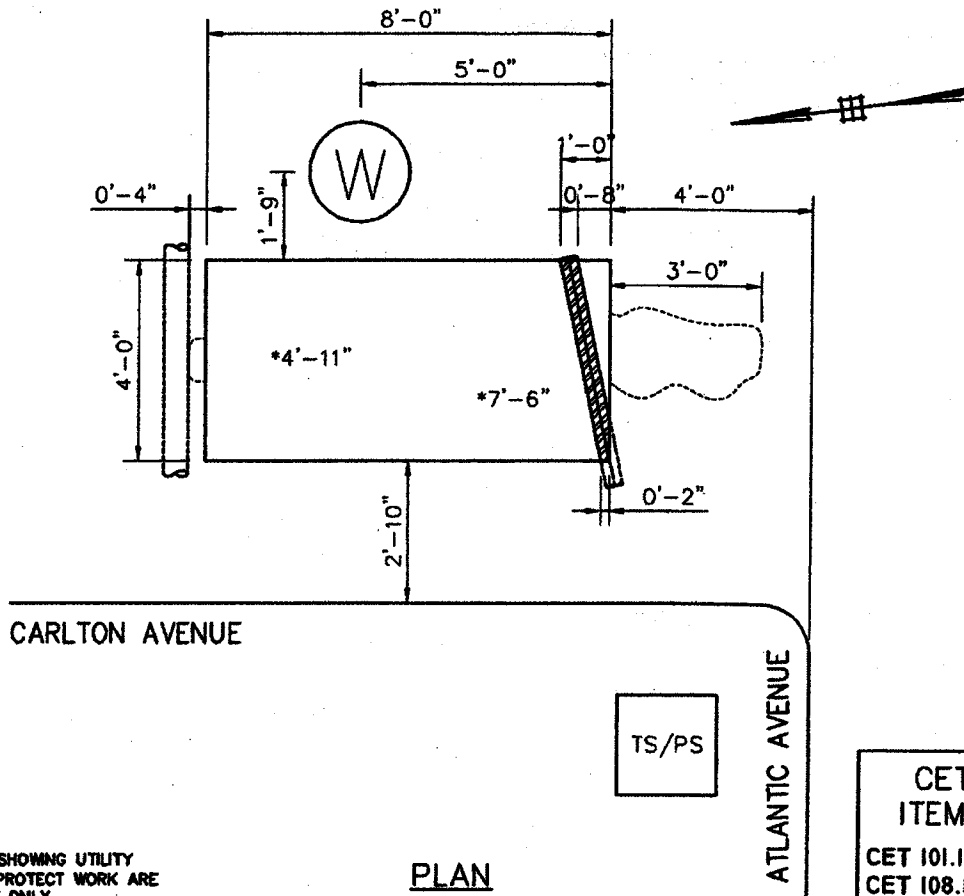 8'-0"
5'-0"
1'-0"
W
0'-4"
0'-8"
4'-0"
1'-9"
3'-0"
4'-0"
*4'-11"
*7'-6"
0'-2"
2'-10"
CARLTON AVENUE
ATLANTIC AVENUE
TS/PS
CET
ITEM
CET 101.1
CET 108.
SHOWING UTILITY
PROTECT WORK ARE
ONLY
PLAN